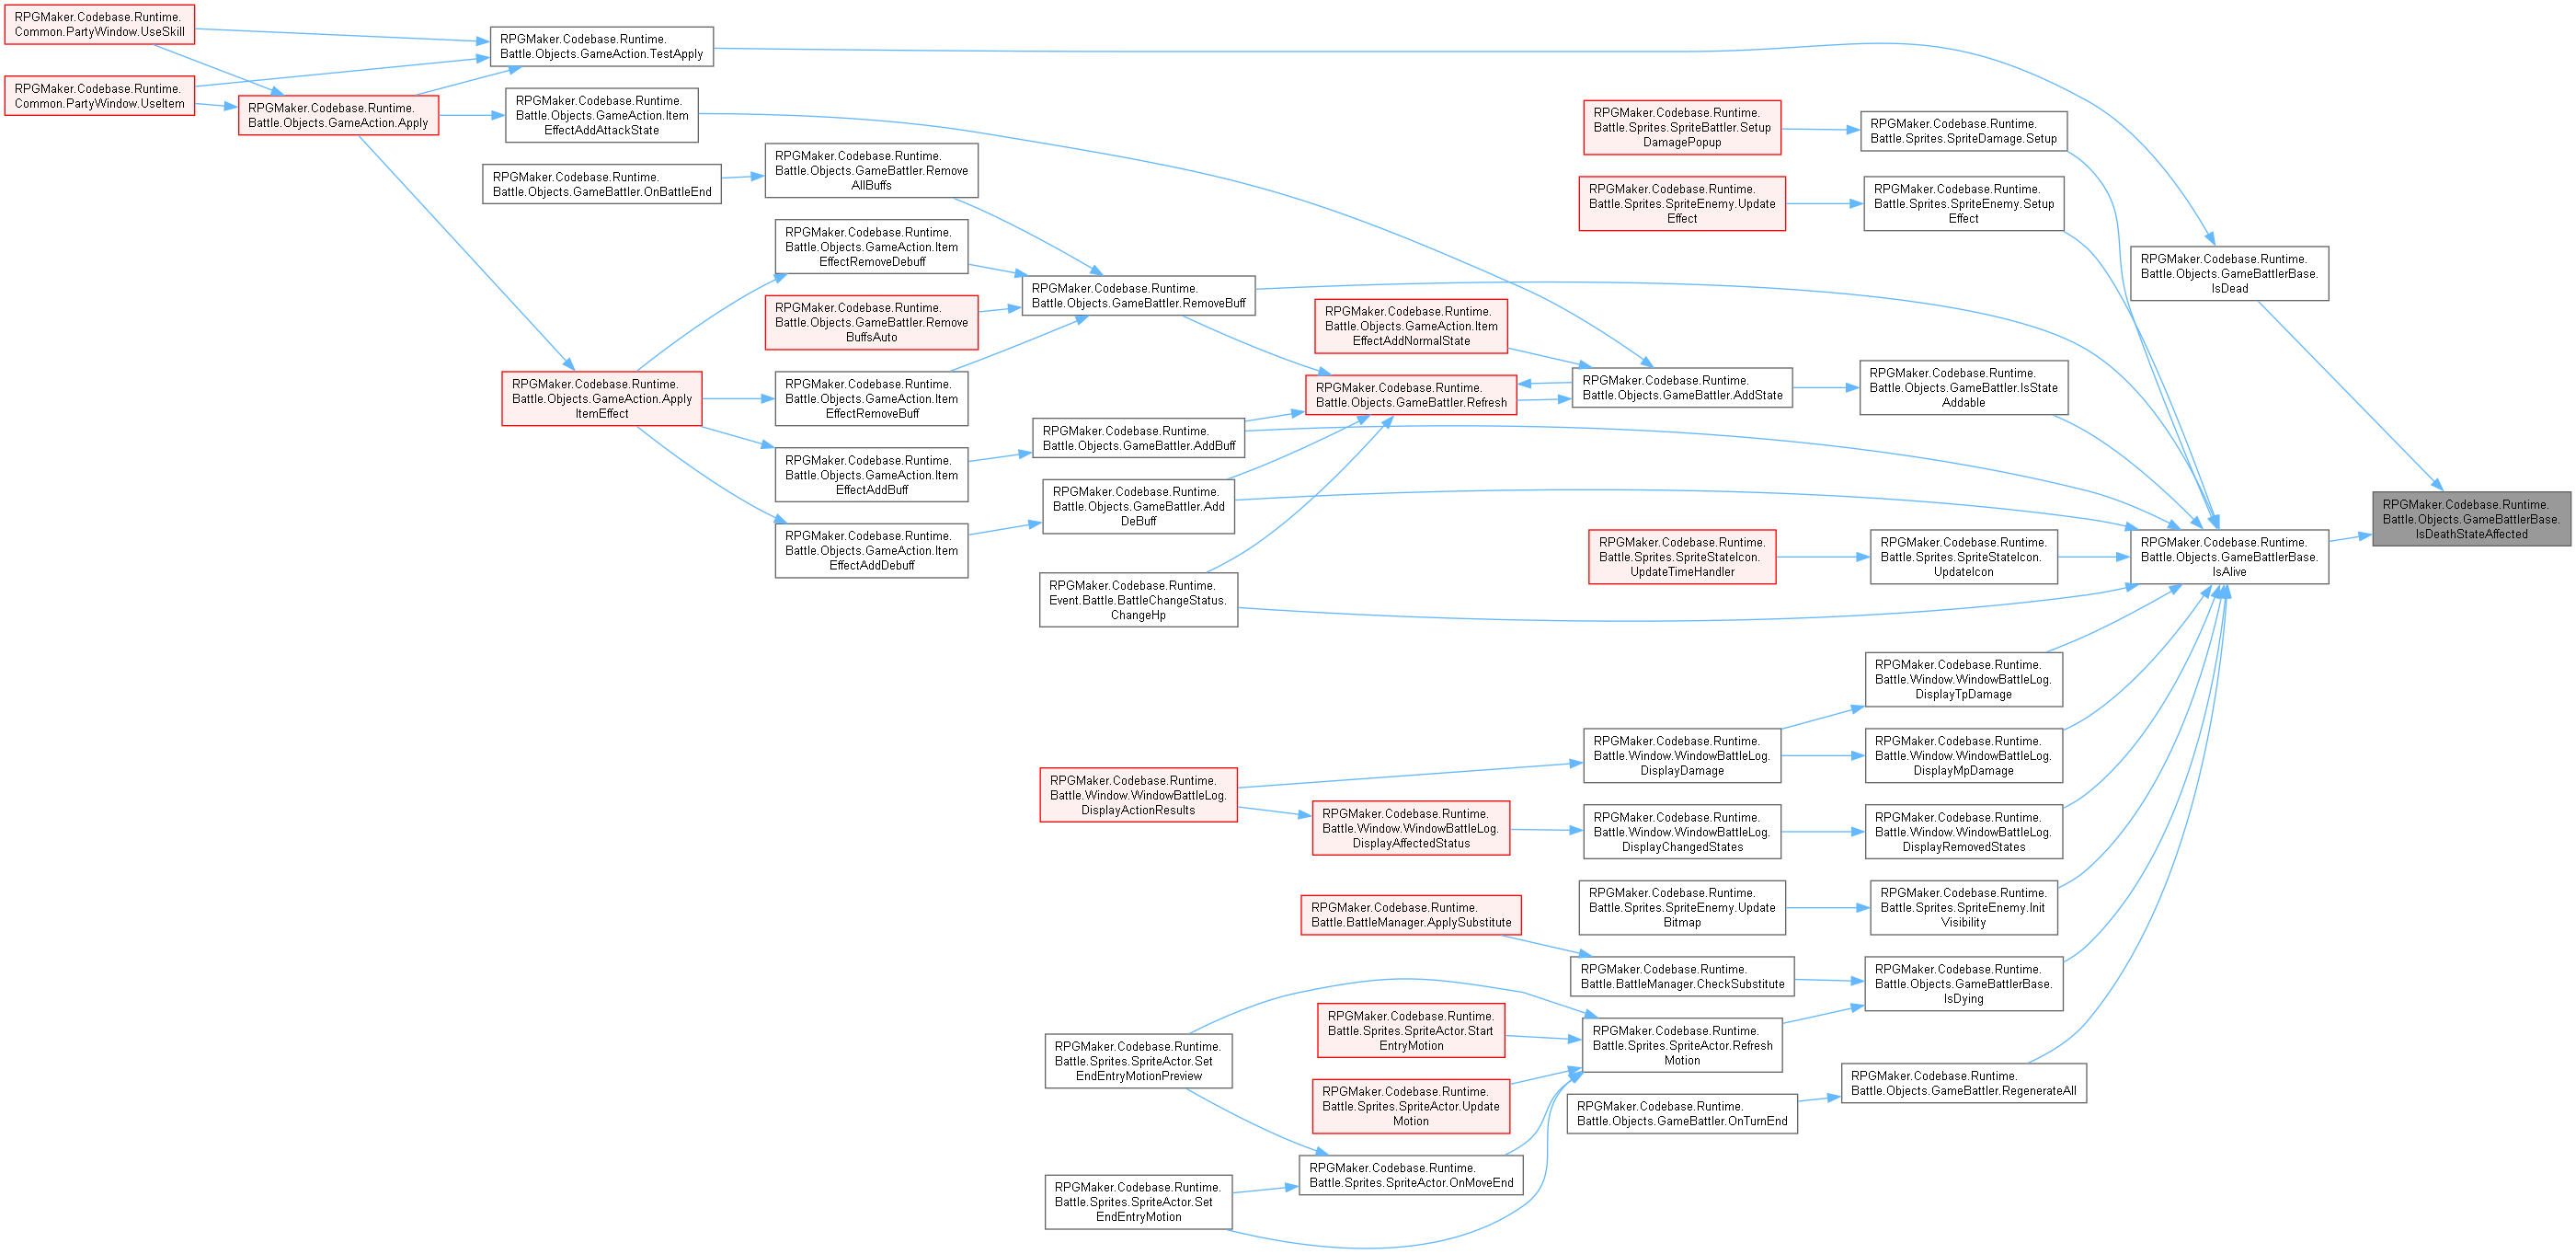 RPGMaker.Codebase.Runtime.
Common.PartyWindow.UseSkill
RPGMaker.Codebase.Runtime.
Common.PartyWindow.UseItem
RPGMaker.Codebase.Runtime.
Battle.Objects.GameAction.Apply
RPGMaker.Codebase.Runtime.
Battle.Objects.GameAction.TestApply
RPGMaker.Codebase.Runtime.
Battle.Objects.GameAction.Item
EffectAddAttackState
RPGMaker.Codebase.Runtime.
Battle.Objects.GameBattler.OnBattleEnd
RPGMaker.Codebase.Runtime.
Battle.Objects.GameAction.Apply
ItemEffect
RPGMaker.Codebase.Runtime.
Battle.Objects.GameBattler.Remove
AllBuffs
RPGMaker.Codebase.Runtime.
Battle.Objects.GameAction.Item
EffectRemoveDebuff
RPGMaker.Codebase.Runtime.
Battle.Objects.GameBattler.Remove
BuffsAuto
RPGMaker.Codebase.Runtime.
Battle.Objects.GameAction.Item
EffectRemoveBuff
RPGMaker.Codebase.Runtime.
Battle.Objects.GameAction.Item
EffectAddBuff
RPGMaker.Codebase.Runtime.
Battle.Objects.GameAction.Item
EffectAddDebuff
RPGMaker.Codebase.Runtime.
Battle.Objects.GameBattler.RemoveBuff
RPGMaker.Codebase.Runtime.
Battle.Objects.GameBattler.AddBuff
RPGMaker.Codebase.Runtime.
Battle.Objects.GameBattler.Add
DeBuff
RPGMaker.Codebase.Runtime.
Event.Battle.BattleChangeStatus.
ChangeHp
RPGMaker.Codebase.Runtime.
Battle.Window.WindowBattleLog.
DisplayActionResults
RPGMaker.Codebase.Runtime.
Battle.Sprites.SpriteActor.Set
EndEntryMotionPreview
RPGMaker.Codebase.Runtime.
Battle.Sprites.SpriteActor.Set
EndEntryMotion
RPGMaker.Codebase.Runtime.
Battle.Objects.GameAction.Item
EffectAddNormalState
RPGMaker.Codebase.Runtime.
Battle.Objects.GameBattler.Refresh
RPGMaker.Codebase.Runtime.
Battle.Window.WindowBattleLog.
DisplayAffectedStatus
RPGMaker.Codebase.Runtime.
Battle.BattleManager.ApplySubstitute
RPGMaker.Codebase.Runtime.
Battle.Sprites.SpriteActor.Start
EntryMotion
RPGMaker.Codebase.Runtime.
Battle.Sprites.SpriteActor.Update
Motion
RPGMaker.Codebase.Runtime.
Battle.Sprites.SpriteActor.OnMoveEnd
RPGMaker.Codebase.Runtime.
Battle.Sprites.SpriteBattler.Setup
DamagePopup
RPGMaker.Codebase.Runtime.
Battle.Sprites.SpriteEnemy.Update
Effect
RPGMaker.Codebase.Runtime.
Battle.Objects.GameBattler.AddState
RPGMaker.Codebase.Runtime.
Battle.Sprites.SpriteStateIcon.
UpdateTimeHandler
RPGMaker.Codebase.Runtime.
Battle.Window.WindowBattleLog.
DisplayDamage
RPGMaker.Codebase.Runtime.
Battle.Window.WindowBattleLog.
DisplayChangedStates
RPGMaker.Codebase.Runtime.
Battle.Sprites.SpriteEnemy.Update
Bitmap
RPGMaker.Codebase.Runtime.
Battle.BattleManager.CheckSubstitute
RPGMaker.Codebase.Runtime.
Battle.Sprites.SpriteActor.Refresh
Motion
RPGMaker.Codebase.Runtime.
Battle.Objects.GameBattler.OnTurnEnd
RPGMaker.Codebase.Runtime.
Battle.Sprites.SpriteDamage.Setup
RPGMaker.Codebase.Runtime.
Battle.Sprites.SpriteEnemy.Setup
Effect
RPGMaker.Codebase.Runtime.
Battle.Objects.GameBattler.IsState
Addable
RPGMaker.Codebase.Runtime.
Battle.Sprites.SpriteStateIcon.
UpdateIcon
RPGMaker.Codebase.Runtime.
Battle.Window.WindowBattleLog.
DisplayTpDamage
RPGMaker.Codebase.Runtime.
Battle.Window.WindowBattleLog.
DisplayMpDamage
RPGMaker.Codebase.Runtime.
Battle.Window.WindowBattleLog.
DisplayRemovedStates
RPGMaker.Codebase.Runtime.
Battle.Sprites.SpriteEnemy.Init
Visibility
RPGMaker.Codebase.Runtime.
Battle.Objects.GameBattlerBase.
IsDying
RPGMaker.Codebase.Runtime.
Battle.Objects.GameBattler.RegenerateAll
RPGMaker.Codebase.Runtime.
Battle.Objects.GameBattlerBase.
IsDead
RPGMaker.Codebase.Runtime.
Battle.Objects.GameBattlerBase.
IsAlive
RPGMaker.Codebase.Runtime.
Battle.Objects.GameBattlerBase.
IsDeathStateAffected